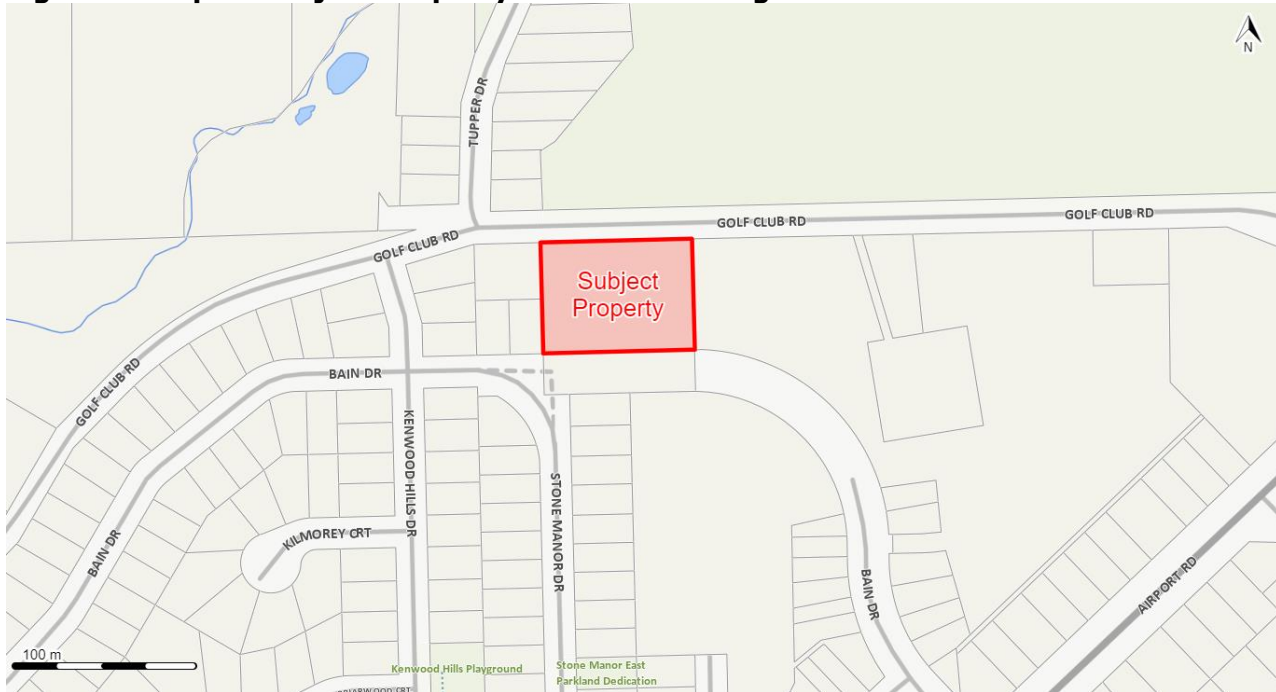 N
TUPPER DR
GOLF CLUB RD
GOLF CLUB RD
GOLF CLUB RD
Subject
Property
GOLF CLUB RD
BAIN DR
KENWOOD HILLS DR
STONE MANOR DR
KILMOREY CRT
BAIN DR
BAIN DR
AIRPORT RD
100 m
Kenwood Hills Playground
Stone Manor East
Parkland Dedication